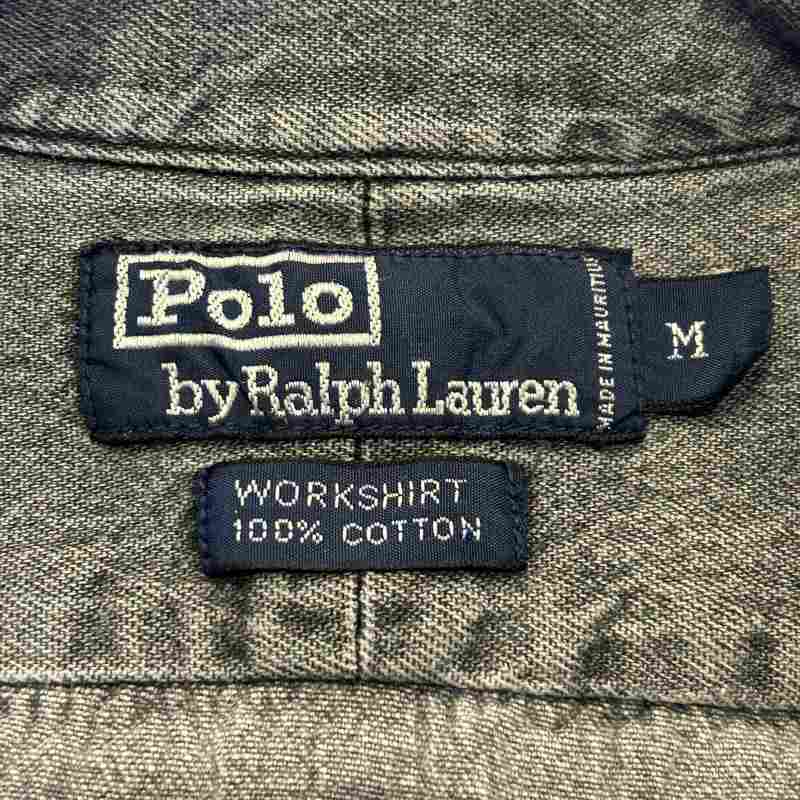 Polo
by Ralph Lauren
MADE IN MAURITIUS
M
WORKSHIRT
100% COTTON